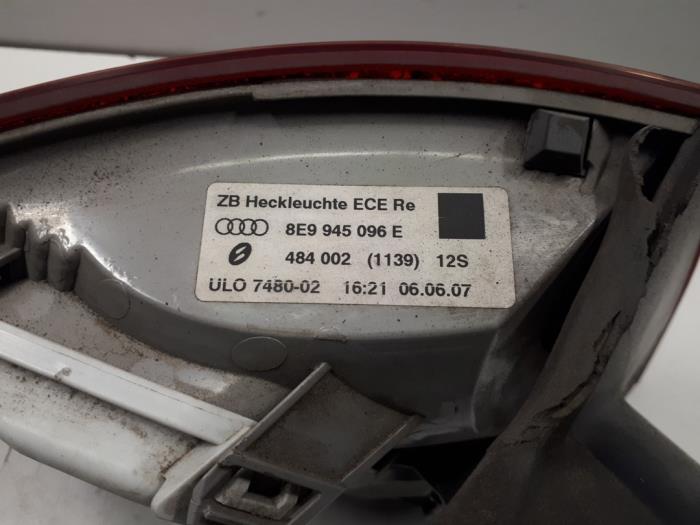 ZB Heckleuchte ECE Re
8E9 945 096 E
484 002 (1139) 12S
ULO 7480-02 16:21 06.06.07